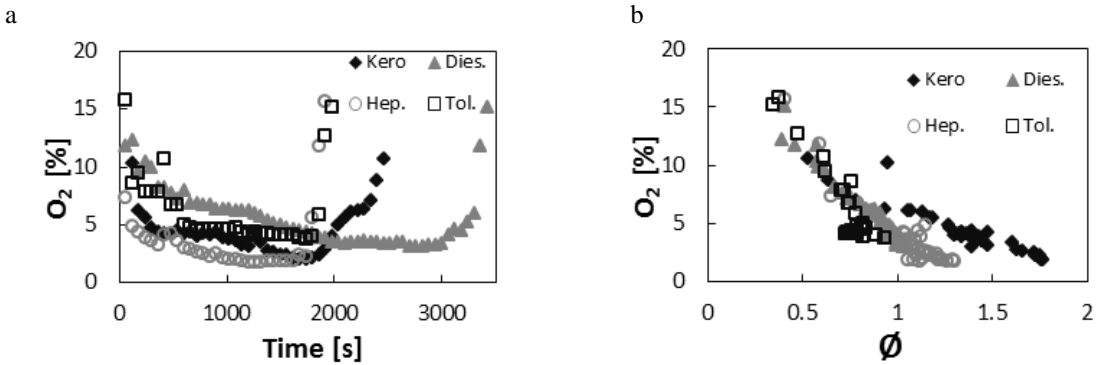 a
20
15
10
5
0
O2 [%]
0 1000 2000 3000
Time [s]
Kero Dies.
Hep. Tol.
b
20
15
10
5
0
O2 [%]
0 0.5 1 1.5 2
Ø
Kero Dies.
Hep. Tol.